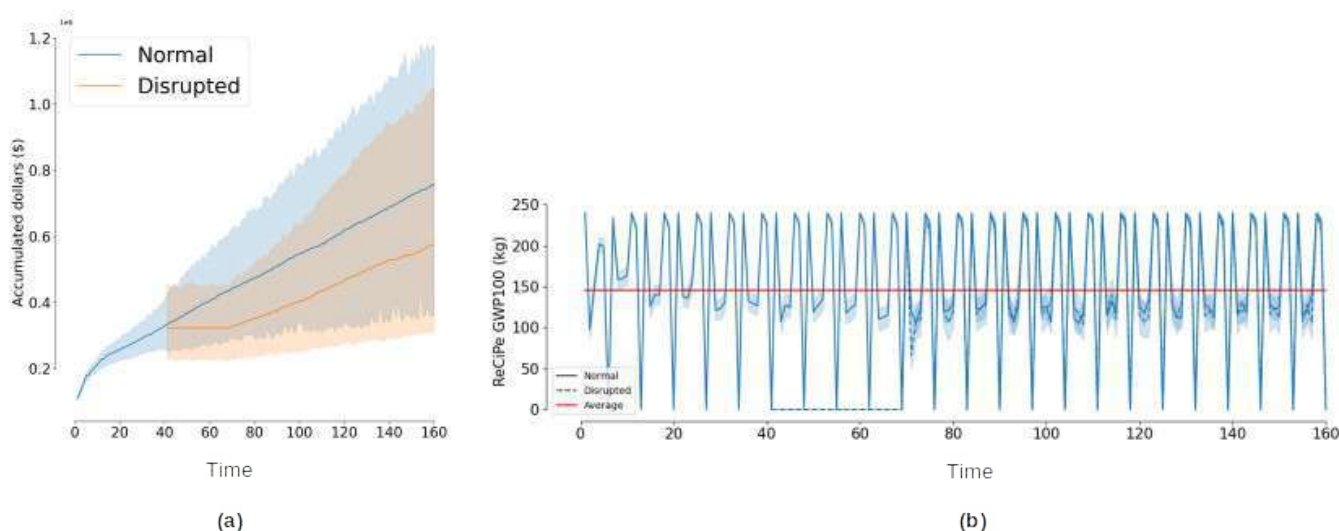 1e6
1.2
1.0
0.8
0.6
0.4
0.2
Accumulated dollars ($)
Normal
Disrupted
0 20 40 60 80 100 120 140 160
Time
(a)
250
200
150
100
50
0
ReCiPe GWP100 (kg)
Normal
Disrupted
Average
0 20 40 60 80 100 120 140 160
Time
(b)